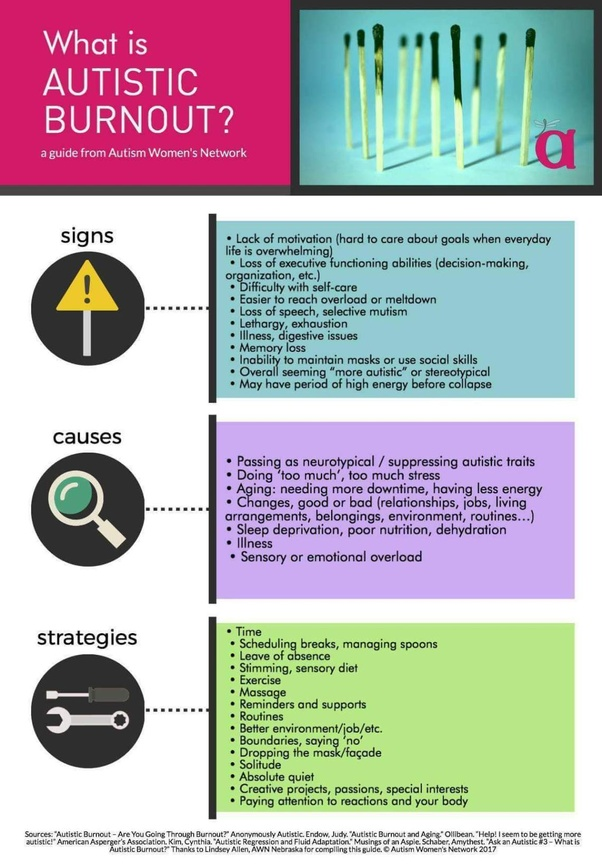 What is
AUTISTIC
BURNOUT?
a guide from Autism Women's Network
a
signs
• Lack of motivation (hard to care about goals when everyday
life is overwhelming)
• Loss of executive functioning abilities (decision-making,
organization, etc.)
• Difficulty with self-care
• Easier to reach overload or meltdown
• Loss of speech, selective mutism
• Lethargy, exhaustion
• Illness, digestive issues
• Memory loss
• Inability to maintain masks or use social skills
• Overall seeming “more autistic” or stereotypical
• May have period of high energy before collapse
causes
• Passing as neurotypical / suppressing autistic traits
• Doing ‘too much’, too much stress
• Aging: needing more downtime, having less energy
• Changes, good or bad (relationships, jobs, living
arrangements, belongings, environment, routines...)
• Sleep deprivation, poor nutrition, dehydration
• Illness
• Sensory or emotional overload
strategies
• Time
• Scheduling breaks, managing spoons
• Leave of absence
• Stimming, sensory diet
• Exercise
• Massage
• Reminders and supports
• Routines
• Better environment/job/etc.
• Boundaries, saying ‘no’
• Dropping the mask/façade
• Solitude
• Absolute quiet
• Creative projects, passions, special interests
• Paying attention to reactions and your body
Sources: "Autistic Burnout – Are You Going Through Burnout?" Anonymously Autistic. Endow, Judy. "Autistic Burnout and Aging." Ollibean. "Help! I seem to be getting more
autistic!" American Asperger's Association. Kim, Cynthia. "Autistic Regression and Fluid Adaptation." Musings of an Aspie. Schaber, Amythest. "Ask an Autistic #3 – What is
Autistic Burnout?" Thanks to Lindsey Allen, AWN Nebraska for compiling this guide. © Autism Women's Network 2017